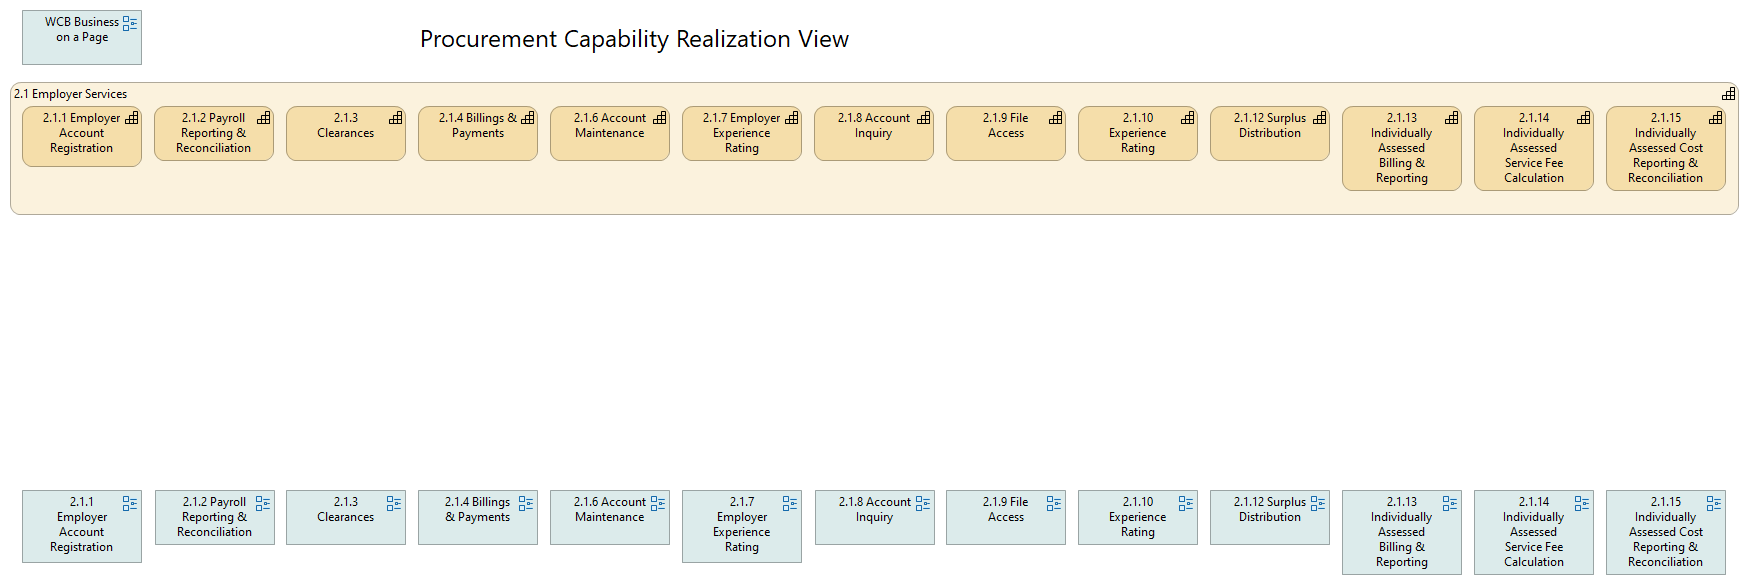 WCB Business
on a Page
Procurement Capability Realization View
2.1 Employer Services
2.1.1 Employer
Account
Registration
2.1.2 Payroll
Reporting &
Reconciliation
2.1.3
Clearances
2.1.4 Billings &
Payments
2.1.6 Account
Maintenance
2.1.7 Employer
Experience
Rating
2.1.8 Account
Inquiry
2.1.9 File
Access
2.1.10
Experience
Rating
2.1.12 Surplus
Distribution
2.1.13
Individually
Assessed
Billing &
Reporting
2.1.14
Individually
Assessed
Service Fee
Calculation
2.1.15
Individually
Assessed Cost
Reporting &
Reconciliation
2.1.1
Employer
Account
Registration
2.1.2 Payroll
Reporting &
Reconciliation
2.1.3
Clearances
2.1.4 Billings
& Payments
2.1.6 Account
Maintenance
2.1.7
Employer
Experience
Rating
2.1.8 Account
Inquiry
2.1.9 File
Access
2.1.10
Experience
Rating
2.1.12 Surplus
Distribution
2.1.13
Individually
Assessed
Billing &
Reporting
2.1.14
Individually
Assessed
Service Fee
Calculation
2.1.15
Individually
Assessed Cost
Reporting &
Reconciliation